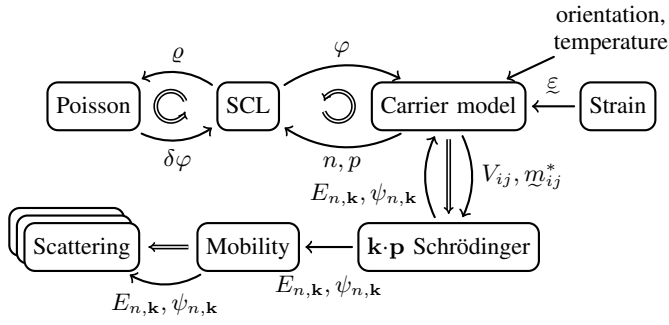 orientation,
temperature
ϱ
φ
Poisson
SCL
Carrier model
ε
Strain
δφ
n, p
V_{ij}, m^*_{ij}
E_{n,k}, ψ_{n,k}
Scattering
Mobility
k·p Schrödinger
E_{n,k}, ψ_{n,k}
E_{n,k}, ψ_{n,k}